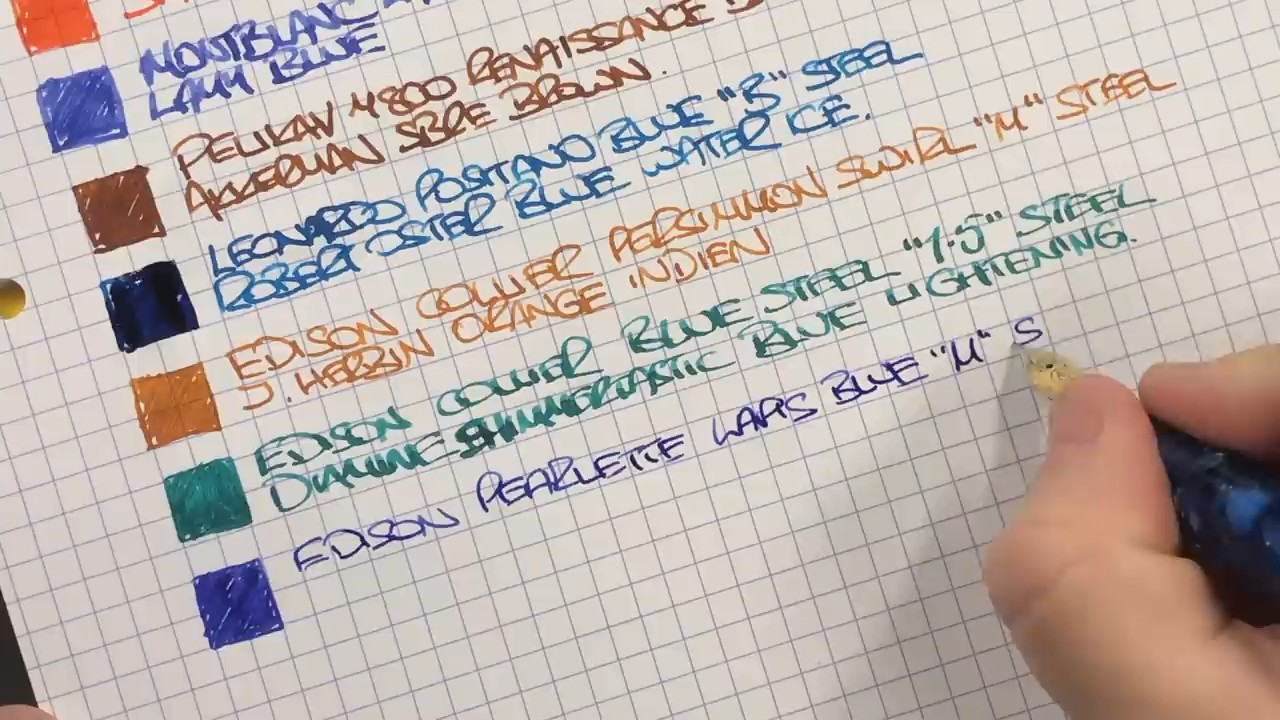 MONTBLANC
LAMY BLUE
PELIKAN M800 RENAISSANCE
AKKERMAN SBRE BROWN.
LEONARDO POSITANO BLUE "B" STEEL
ROBERT OSTER BLUE WATER ICE.
EDISON COLLIER PERSIMMON SWIRL "M" STEEL
J. HERBIN ORANGE INDIEN
EDISON COLLIER BLUE STEEL "1.5" STEEL
DIAMINE SHIMMERTASTIC BLUE LIGHTENING.
EDISON PEARLETTE LAPIS BLUE "M" S